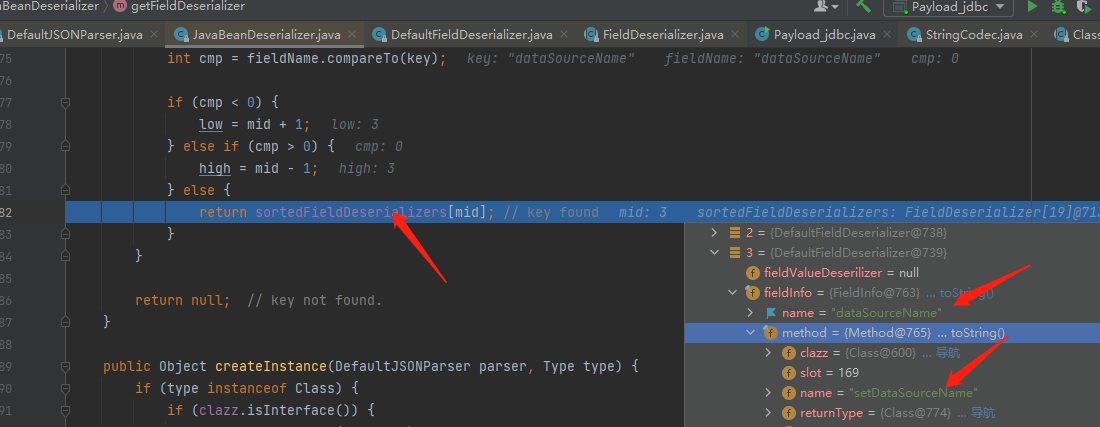 aBeanDeserializer 〉 getFieldDeserializer
Payload_jdbc
DefaultJSONParser.java
JavaBeanDeserializer.java
DefaultFieldDeserializer.java
FieldDeserializer.java
Payload_jdbc.java
StringCodec.java
Class
75 int cmp = fieldName.compareTo(key); key: "dataSourceName" fieldName: "dataSourceName" cmp: 0
76
77 if (cmp < 0) {
78 low = mid + 1; low: 3
79 } else if (cmp > 0) { cmp: 0
80 high = mid - 1; high: 3
81 } else {
82 return sortedFieldDeserializers[mid]; // key found mid: 3 sortedFieldDeserializers: FieldDeserializer[19]@713
83 }
84 }
85
86 return null; // key not found.
87 }
88
89 public Object createInstance(DefaultJSONParser parser, Type type) {
90 if (type instanceof Class) {
91 if (clazz.isInterface()) {
2 = {DefaultFieldDeserializer@738}
3 = {DefaultFieldDeserializer@739}
fieldValueDeserilizer = null
fieldInfo = {FieldInfo@763} ... toString()
name = "dataSourceName"
method = {Method@765} ... toString()
clazz = {Class@600} ... 导航
slot = 169
name = "setDataSourceName"
returnType = {Class@774} ... 导航